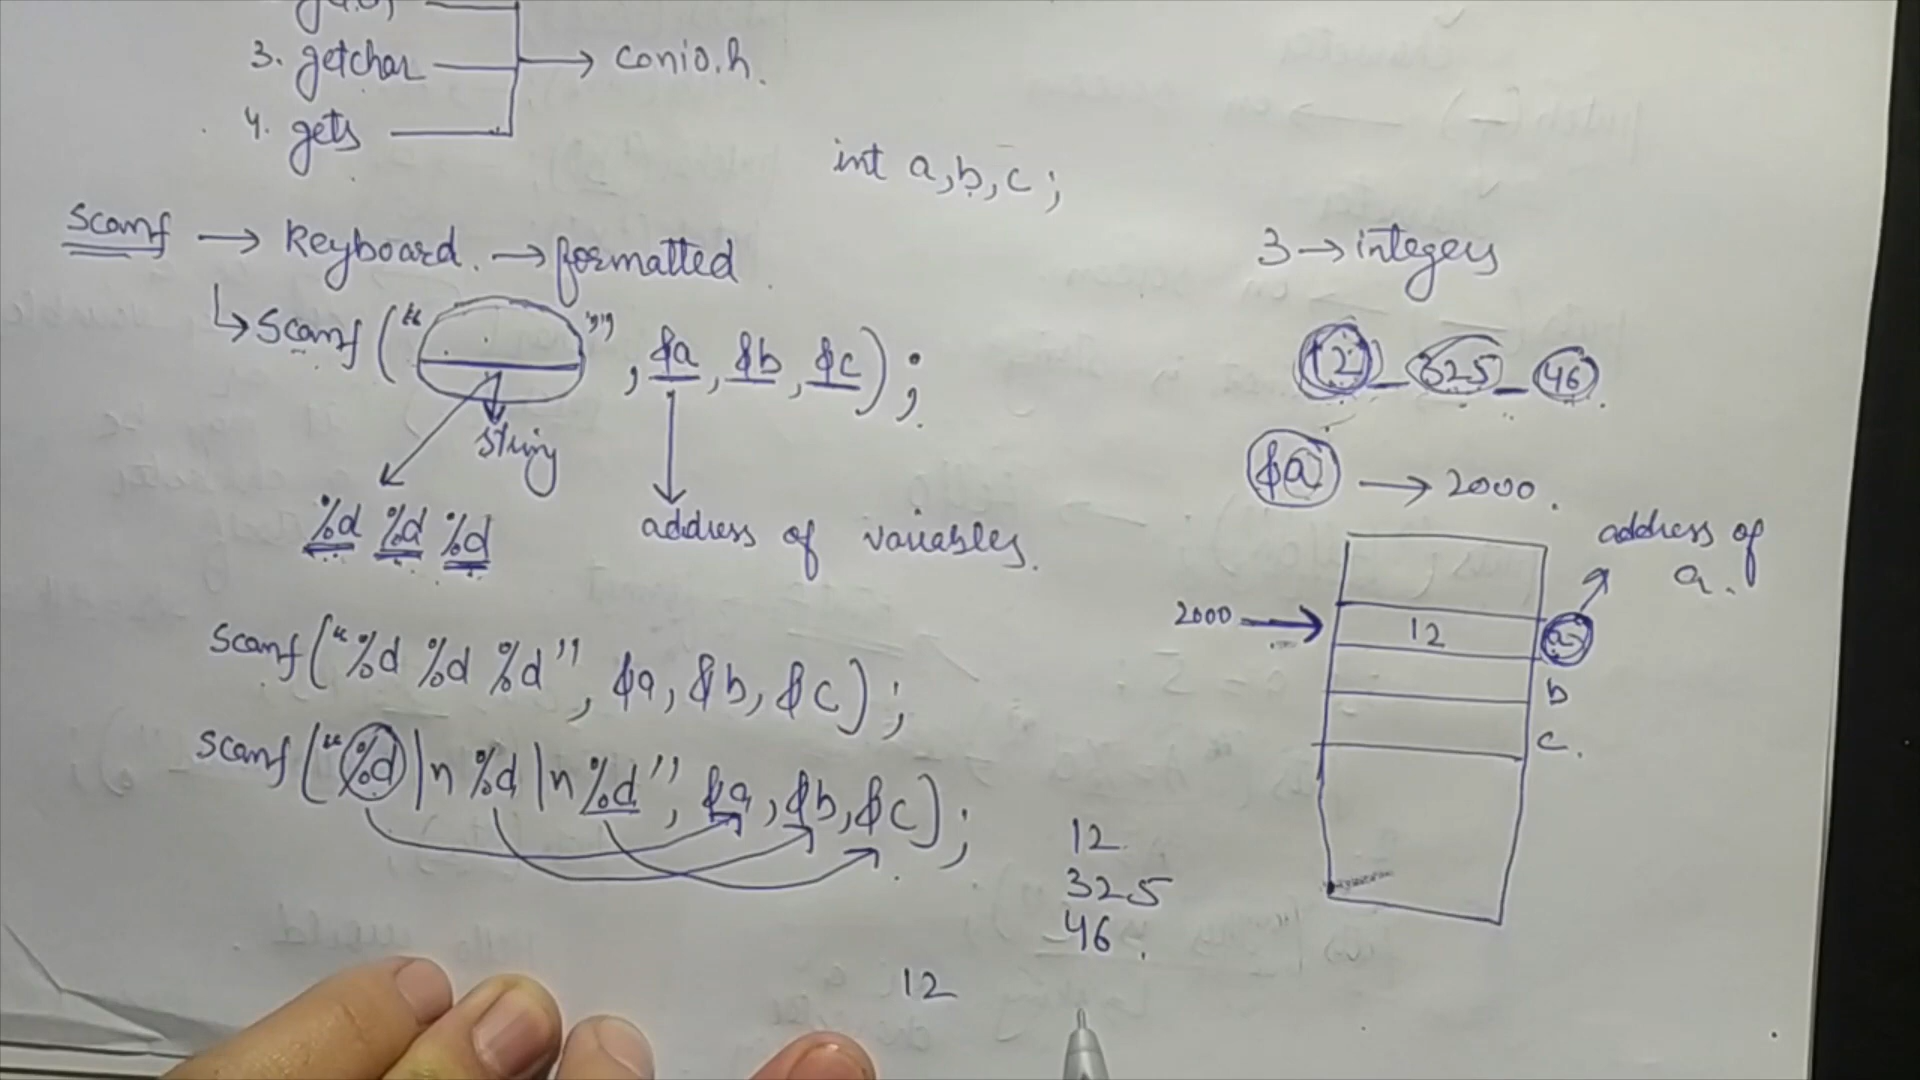 3. getchar → conio.h.
4. gets
int a,b,c;
scanf → Keyboard. → formatted
↳ scanf (" ", &a, &b, &c);
string
%d %d %d
address of variables.
scanf("%d %d %d", &a, &b, &c);
scanf("%d\n %d\n %d", &a, &b, &c);
12
325
46.
12
3 → integers
12 _ 325 _ 46.
&a → 2000.
address of
a.
2000 → 12 a
b
c.